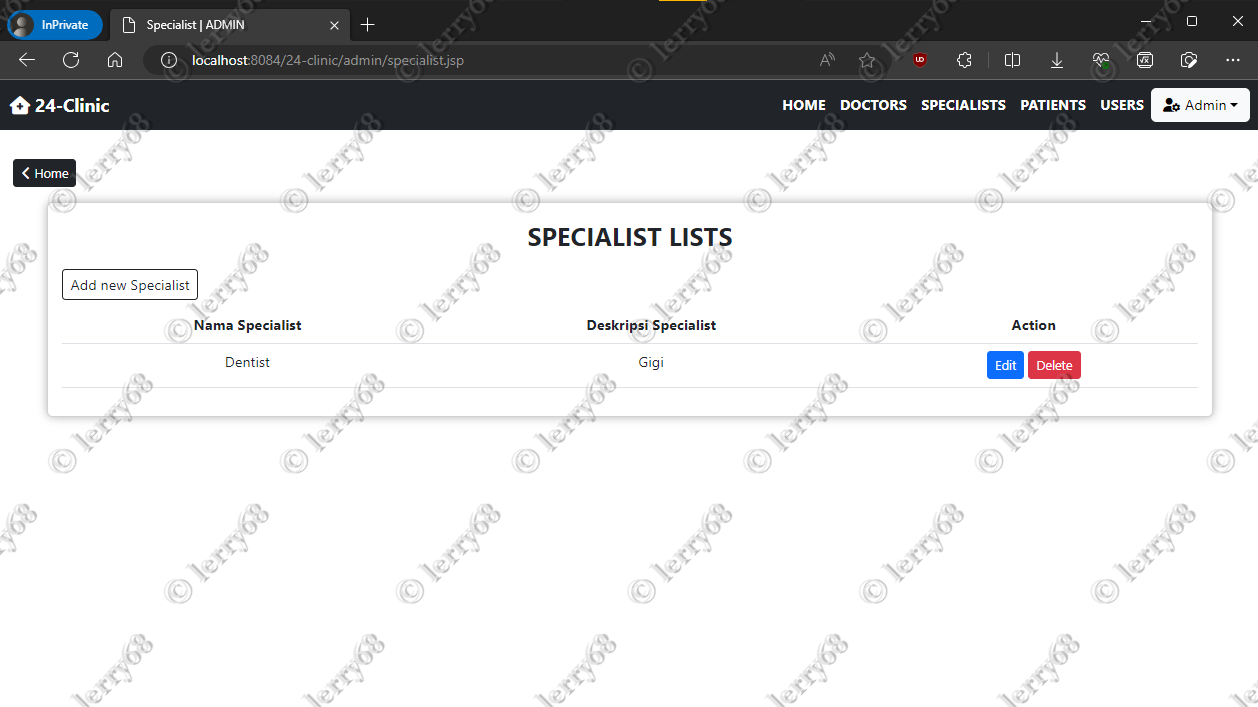 InPrivate
Specialist | ADMIN
localhost:8084/24-clinic/admin/specialist.jsp
24-Clinic
HOME DOCTORS SPECIALISTS PATIENTS USERS Admin
Home
SPECIALIST LISTS
Add new Specialist
Nama Specialist Deskripsi Specialist Action
Dentist Gigi Edit Delete
© lerry68